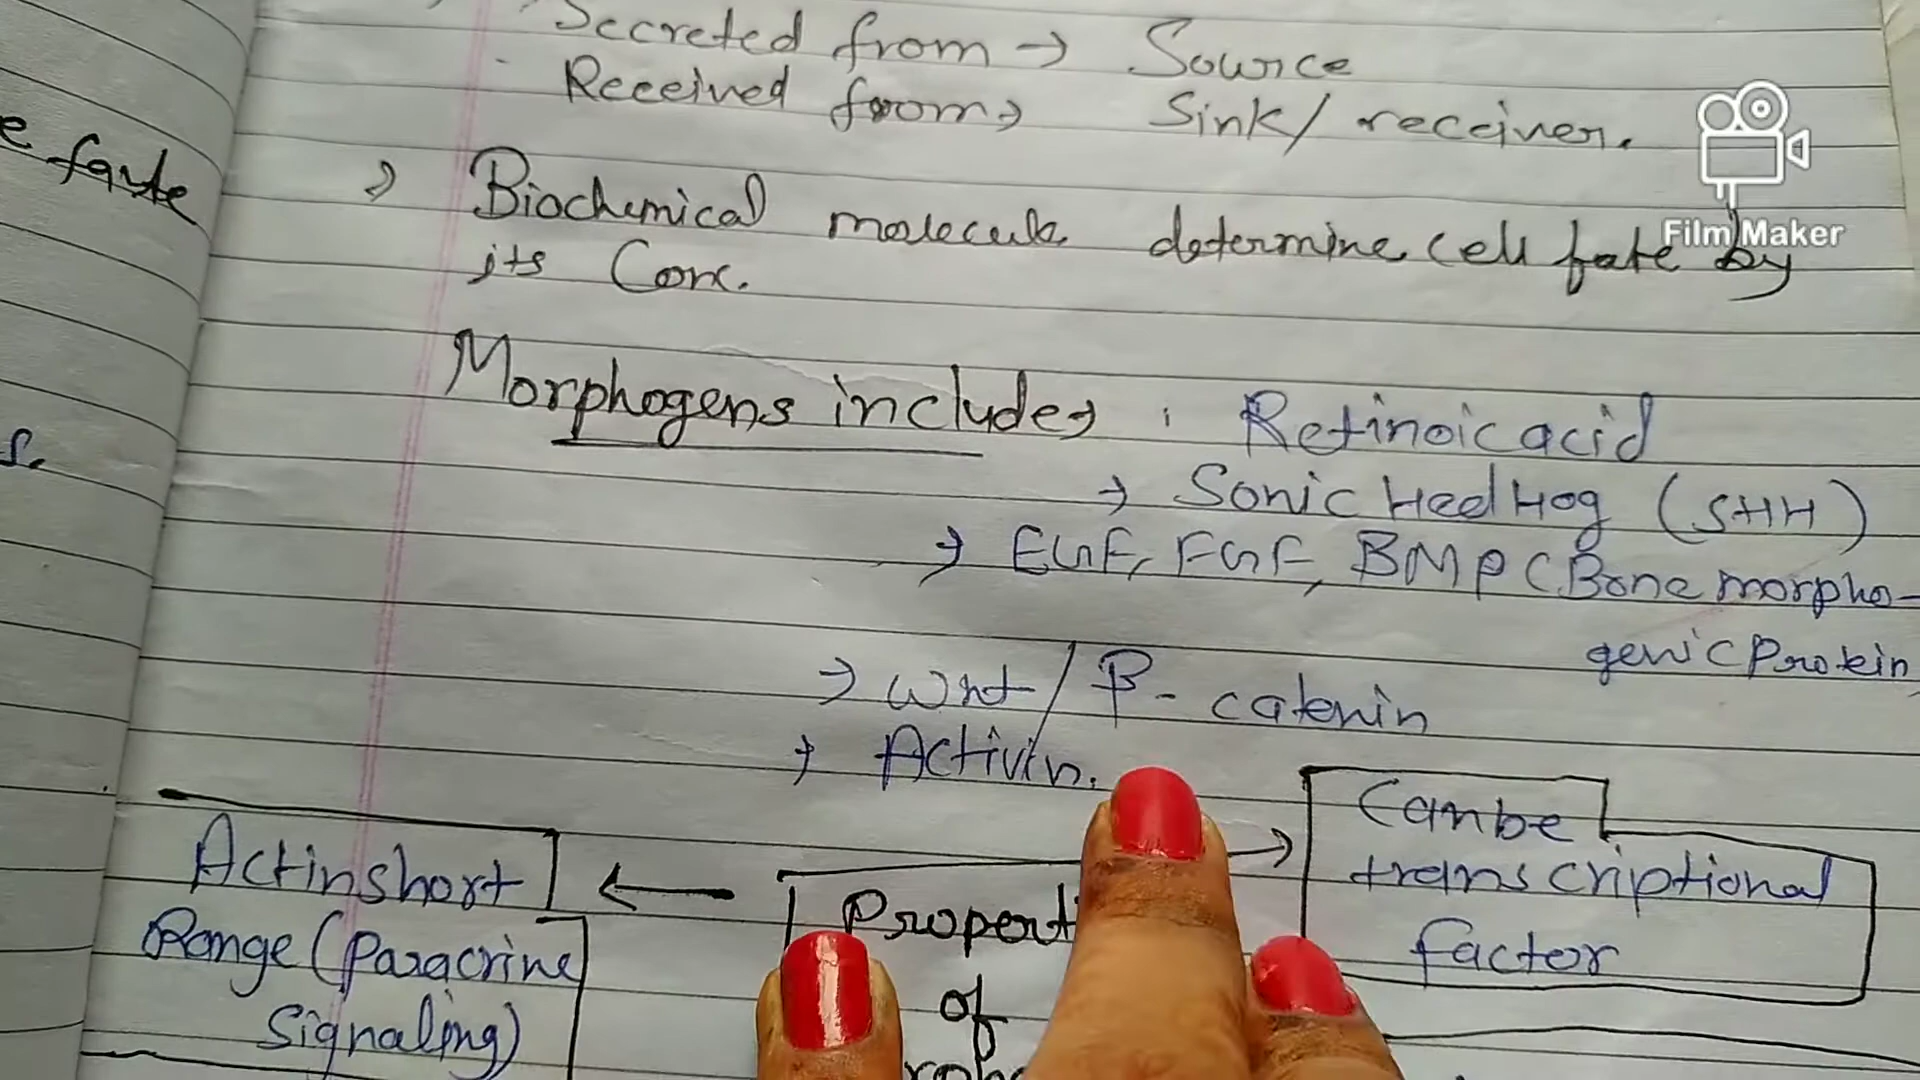 Secreted from → Source
Received from → Sink/ receiver.
e fate
→ Biochemical molecule determine cell fate by
its Conc.
Film Maker
Morphogens include → Retinoic acid
s.
→ Sonic HedHog (SHH)
→ EGF, FGF, BMP (Bone morpho-
genic Protein
→ Wnt / β- catenin
→ Activin.
Can be
transcriptional
factor
Act in short
Range (Paracrine
Signaling)
Propert
of